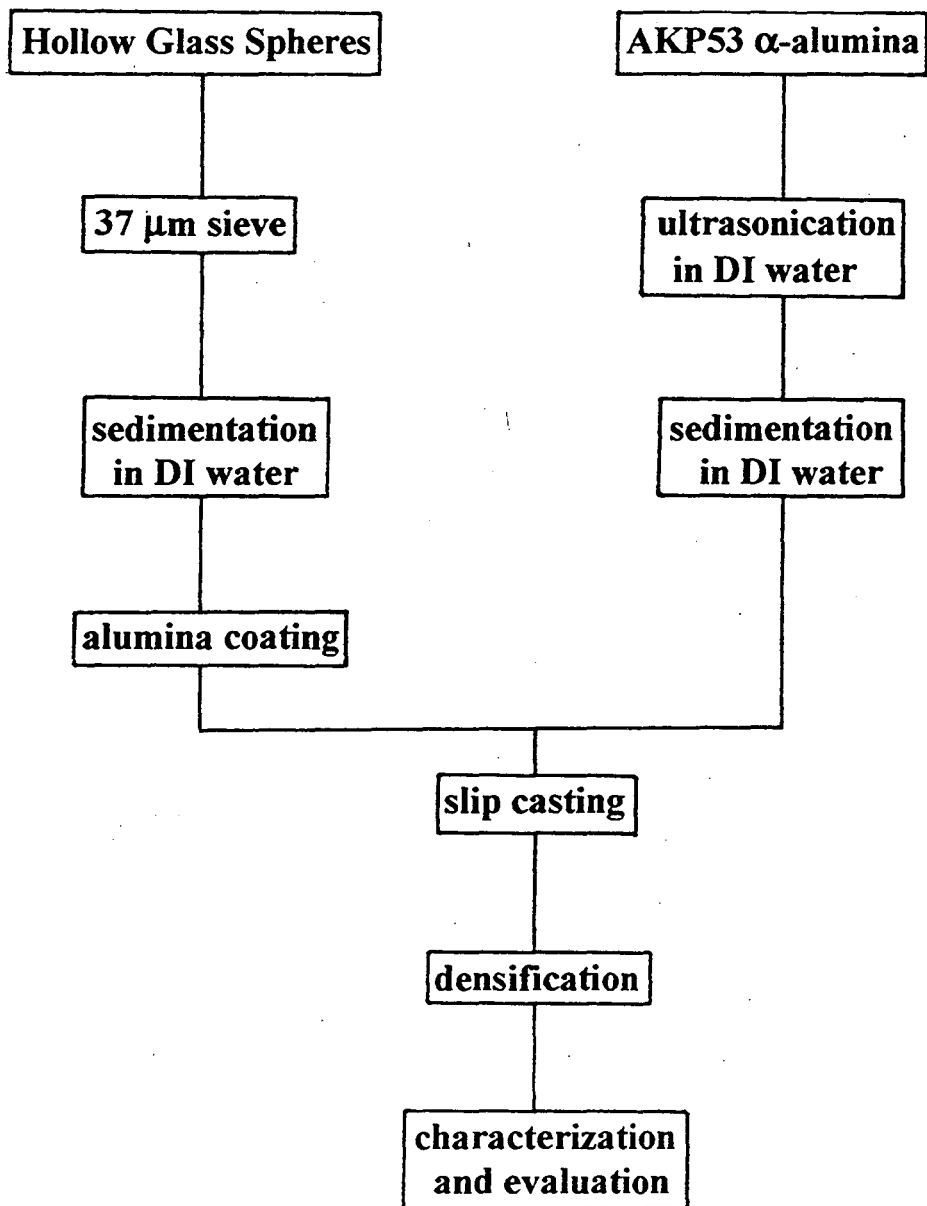 Hollow Glass Spheres
AKP53 α-alumina
37 μm sieve
ultrasonication
in DI water
sedimentation
in DI water
sedimentation
in DI water
alumina coating
slip casting
densification
characterization
and evaluation